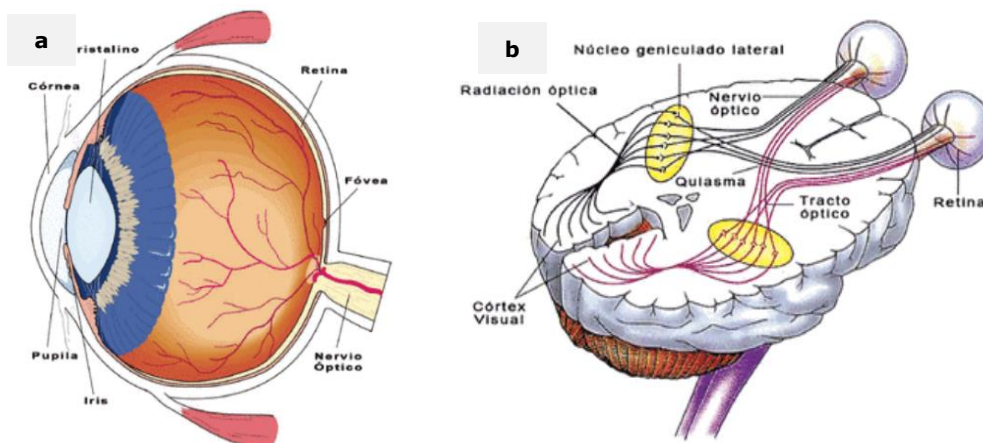 a
ristalino
Córnea
Retina
Fóvea
Pupila
Iris
Nervio
Óptico
b
Núcleo geniculado lateral
Radiación óptica
Nervio
óptico
Quiasma
Tracto
óptico
Retina
Córtex
Visual